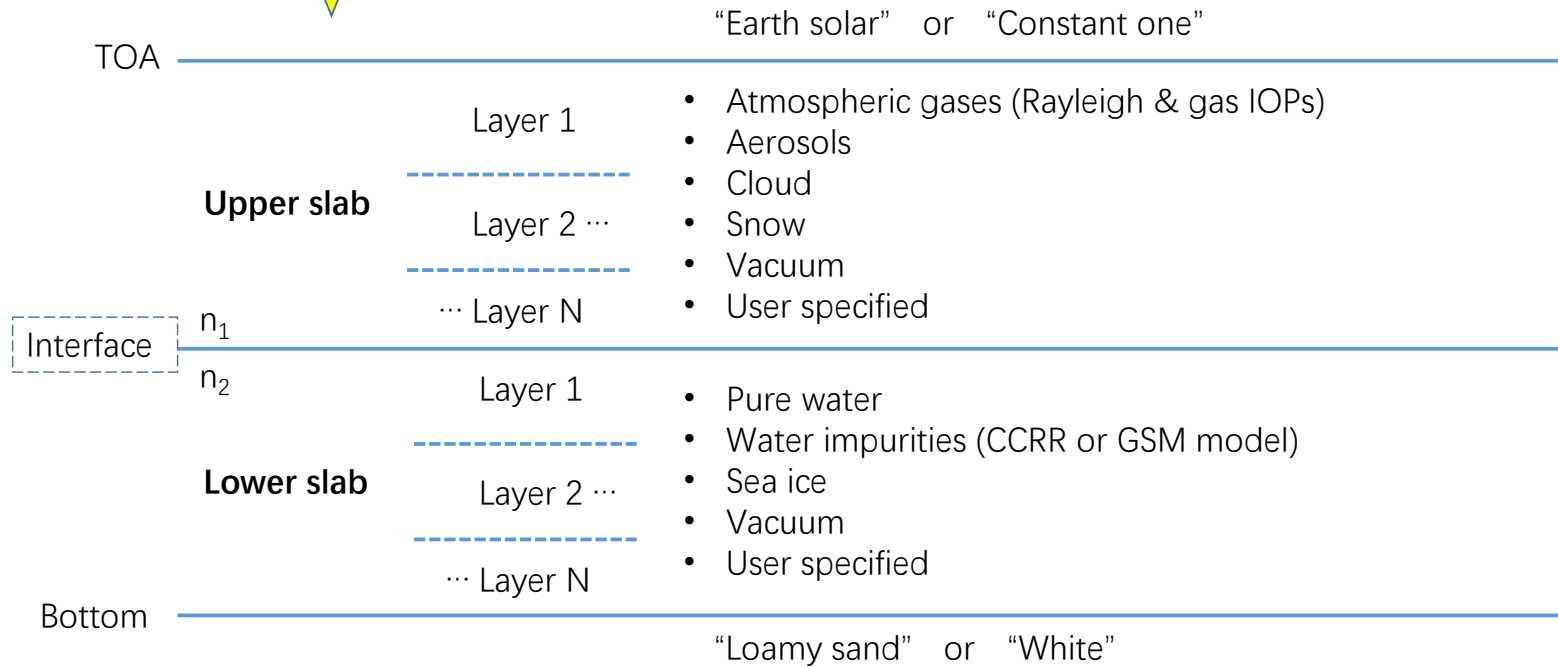 “Earth solar” or “Constant one”
TOA
Layer 1
Upper slab
Layer 2 ···
··· Layer N
• Atmospheric gases (Rayleigh & gas IOPs)
• Aerosols
• Cloud
• Snow
• Vacuum
• User specified
n₁
Interface
n₂
Layer 1
Lower slab
Layer 2 ···
··· Layer N
• Pure water
• Water impurities (CCRR or GSM model)
• Sea ice
• Vacuum
• User specified
Bottom
“Loamy sand” or “White”